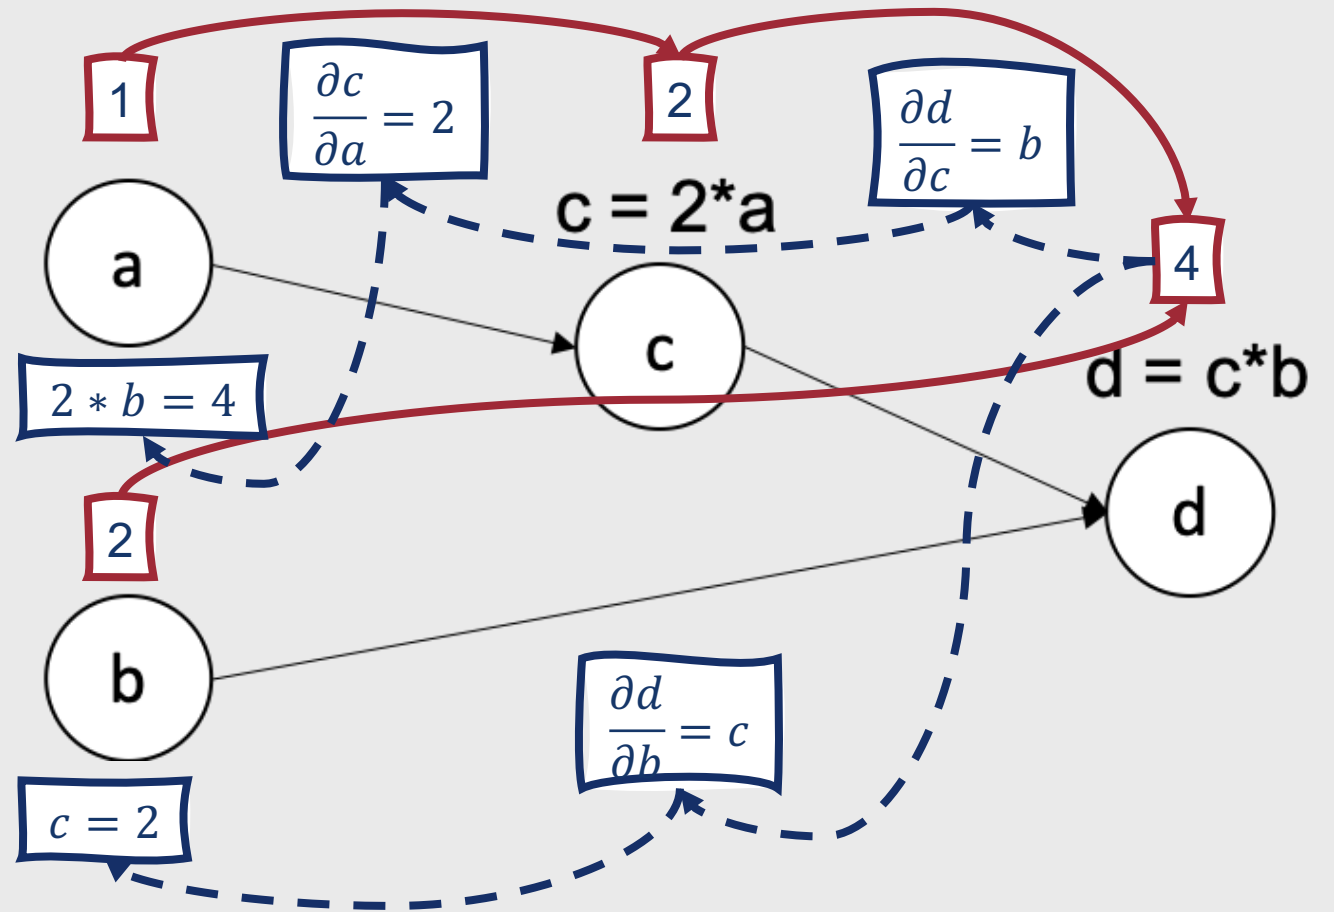 1
∂c/∂a = 2
2
∂d/∂c = b
c = 2*a
a
4
c
d = c*b
2 ∗ b = 4
2
d
b
∂d/∂b = c
c = 2